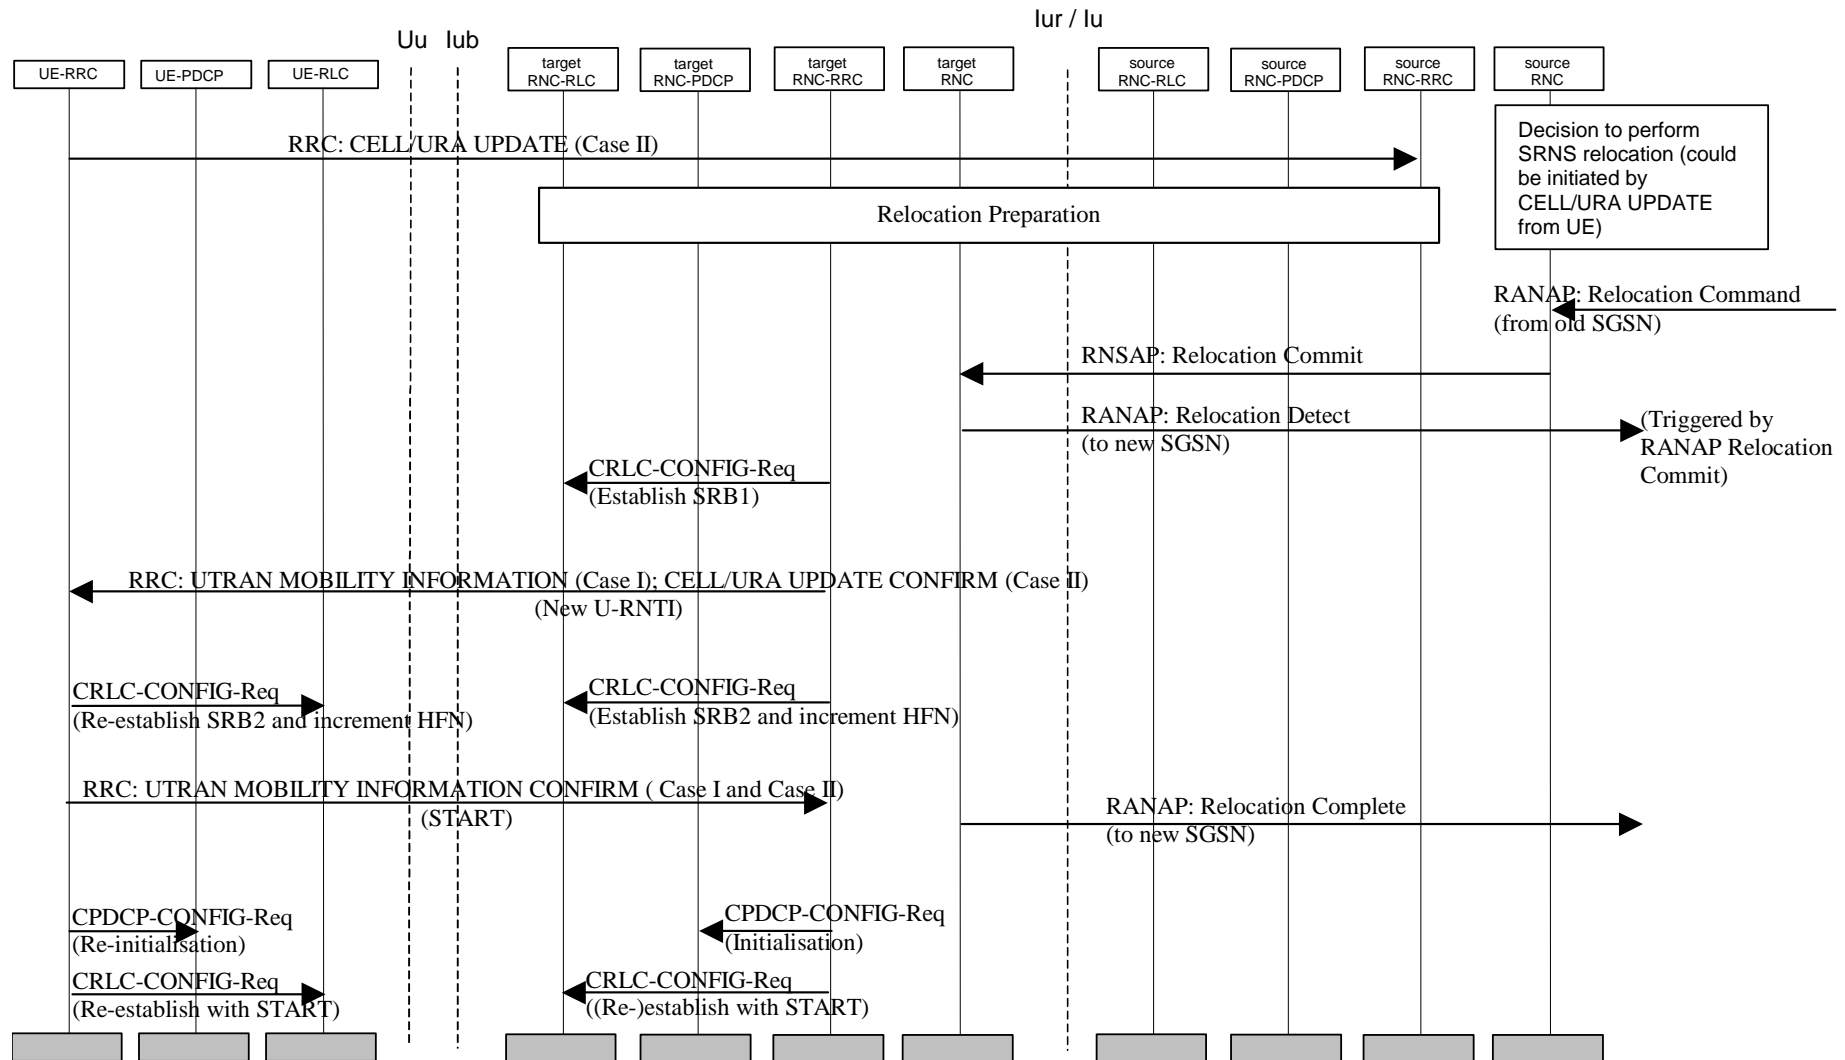 Iur / Iu
Uu Iub
UE-RRC
UE-PDCP
UE-RLC
target
RNC-RLC
target
RNC-PDCP
target
RNC-RRC
target
RNC
source
RNC-RLC
source
RNC-PDCP
source
RNC-RRC
source
RNC
Decision to perform
SRNS relocation (could
be initiated by
CELL/URA UPDATE
from UE)
RRC: CELL/URA UPDATE (Case II)
Relocation Preparation
RANAP: Relocation Command
(from old SGSN)
RNSAP: Relocation Commit
RANAP: Relocation Detect
(to new SGSN)
(Triggered by
RANAP Relocation
Commit)
CRLC-CONFIG-Req
(Establish SRB1)
RRC: UTRAN MOBILITY INFORMATION (Case I); CELL/URA UPDATE CONFIRM (Case II)
(New U-RNTI)
CRLC-CONFIG-Req
(Re-establish SRB2 and increment HFN)
CRLC-CONFIG-Req
(Establish SRB2 and increment HFN)
RRC: UTRAN MOBILITY INFORMATION CONFIRM ( Case I and Case II)
(START)
RANAP: Relocation Complete
(to new SGSN)
CPDCP-CONFIG-Req
(Re-initialisation)
CPDCP-CONFIG-Req
(Initialisation)
CRLC-CONFIG-Req
(Re-establish with START)
CRLC-CONFIG-Req
((Re-)establish with START)